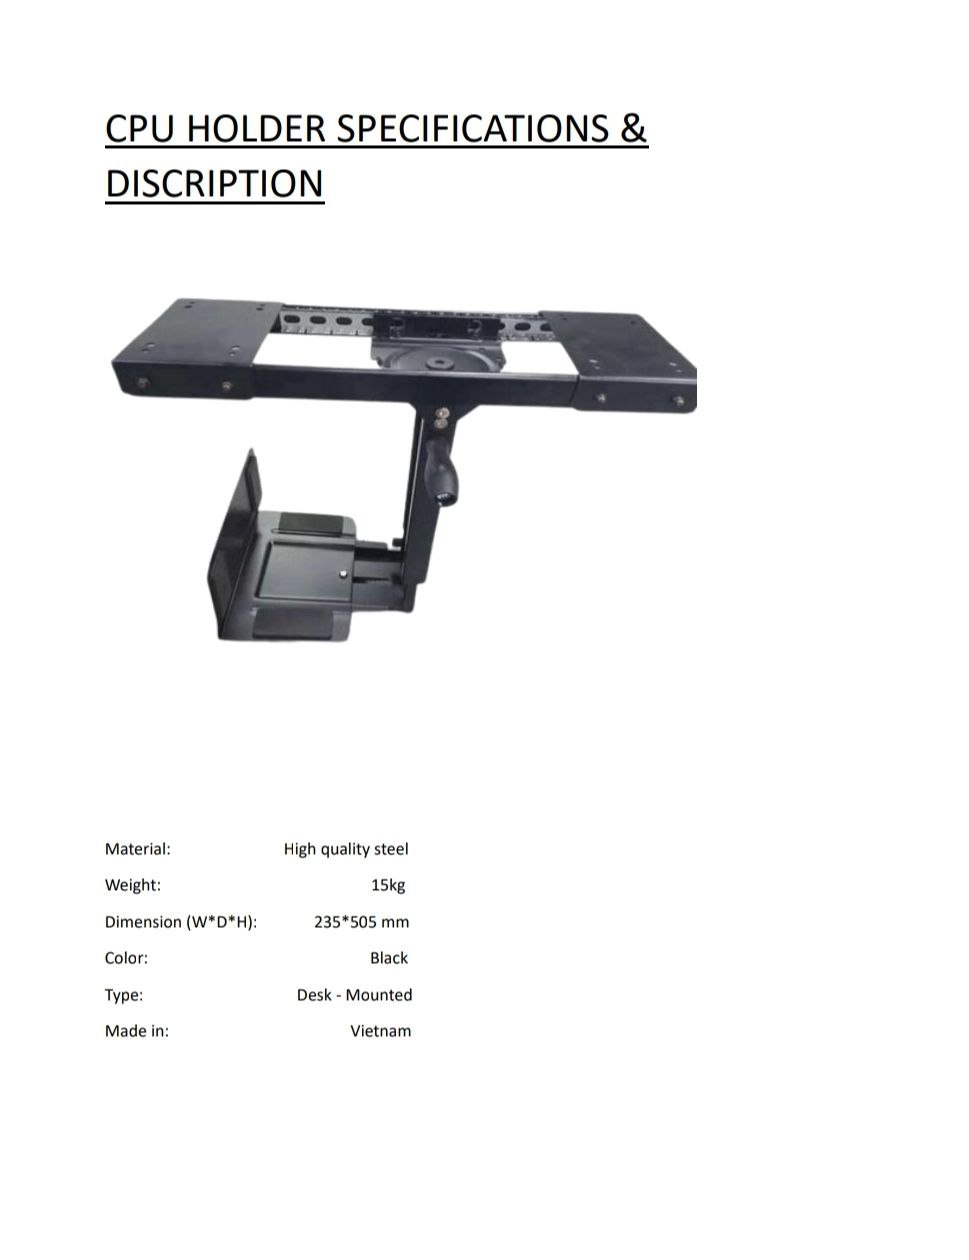 CPU HOLDER SPECIFICATIONS &
DISCRIPTION
Material: High quality steel
Weight: 15kg
Dimension (W*D*H): 235*505 mm
Color: Black
Type: Desk - Mounted
Made in: Vietnam